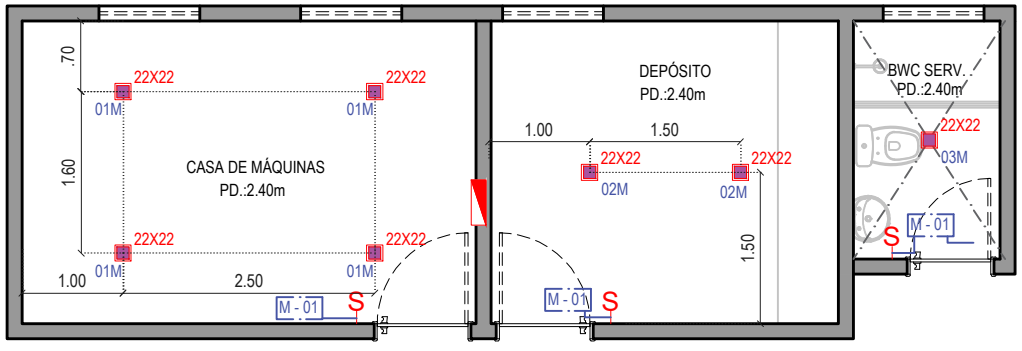 .70
22X22
01M
22X22
01M
CASA DE MÁQUINAS
PD.:2.40m
1.60
22X22
01M
22X22
01M
1.00
2.50
M - 01
S
DEPÓSITO
PD.:2.40m
1.00
1.50
22X22
02M
22X22
02M
1.50
M - 01
S
BWC SERV.
PD.:2.40m
22X22
03M
M - 01
S